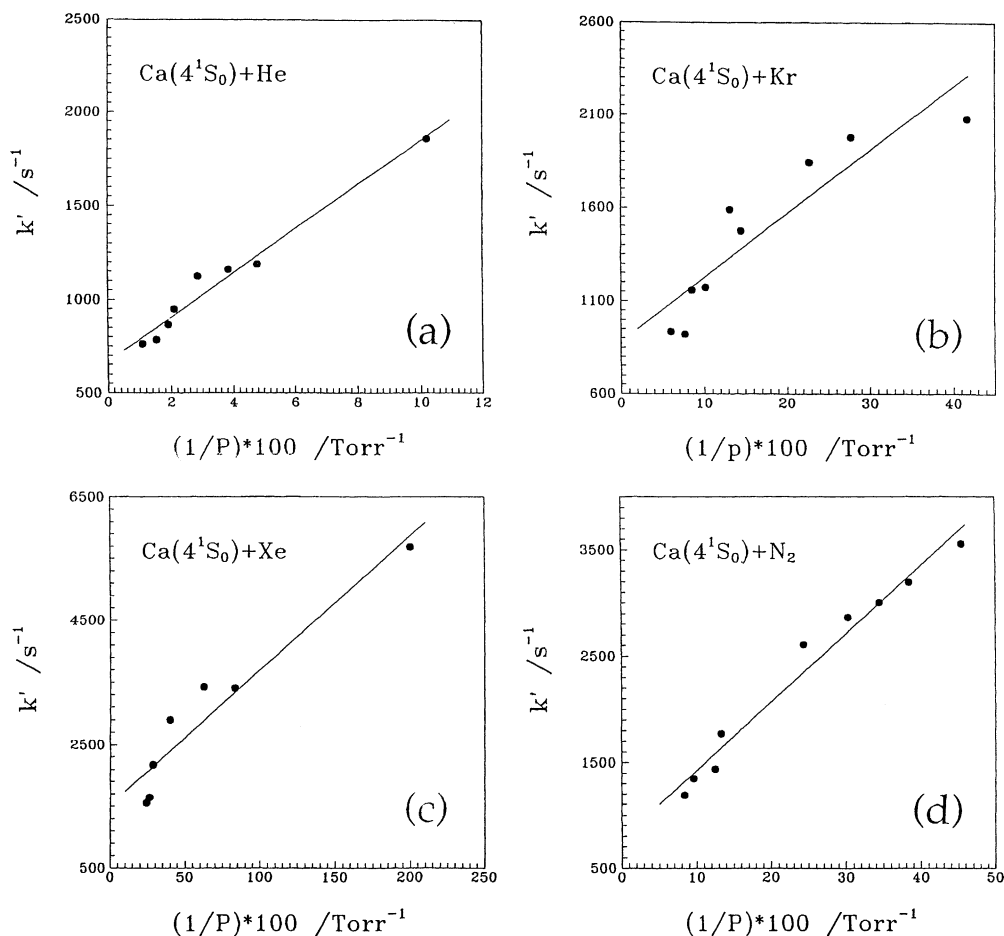 2500
2000
1500
1000
500
k' /s⁻¹
Ca(4¹S₀)+He
(a)
0 2 4 6 8 10 12
(1/P)*100 /Torr⁻¹
2600
2100
1600
1100
600
k' /s⁻¹
Ca(4¹S₀)+Kr
(b)
0 10 20 30 40
(1/p)*100 /Torr⁻¹
6500
4500
2500
500
k' /s⁻¹
Ca(4¹S₀)+Xe
(c)
0 50 100 150 200 250
(1/P)*100 /Torr⁻¹
3500
2500
1500
500
k' /s⁻¹
Ca(4¹S₀)+N₂
(d)
0 10 20 30 40 50
(1/P)*100 /Torr⁻¹